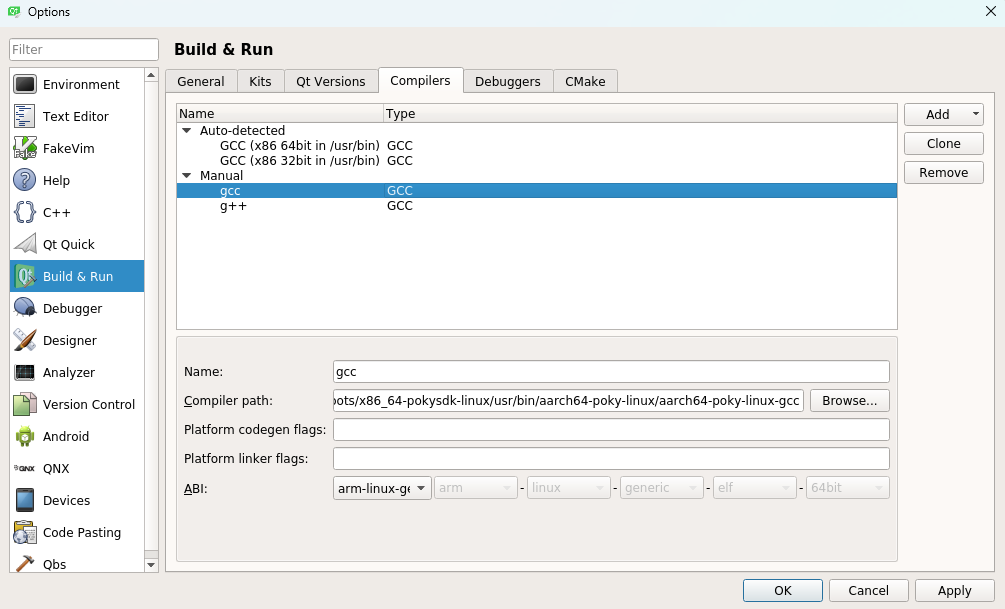 Options
Filter
Environment
Text Editor
FakeVim
Help
C++
Qt Quick
Build & Run
Debugger
Designer
Analyzer
Version Control
Android
QNX
Devices
Code Pasting
Qbs
Build & Run
General Kits Qt Versions Compilers Debuggers CMake
Name Type
Auto-detected
GCC (x86 64bit in /usr/bin) GCC
GCC (x86 32bit in /usr/bin) GCC
Manual
gcc GCC
g++ GCC
Add
Clone
Remove
Name: gcc
Compiler path: oots/x86_64-pokysdk-linux/usr/bin/aarch64-poky-linux/aarch64-poky-linux-gcc Browse...
Platform codegen flags:
Platform linker flags:
ABI: arm-linux-ge arm - linux - generic - elf - 64bit
OK Cancel Apply